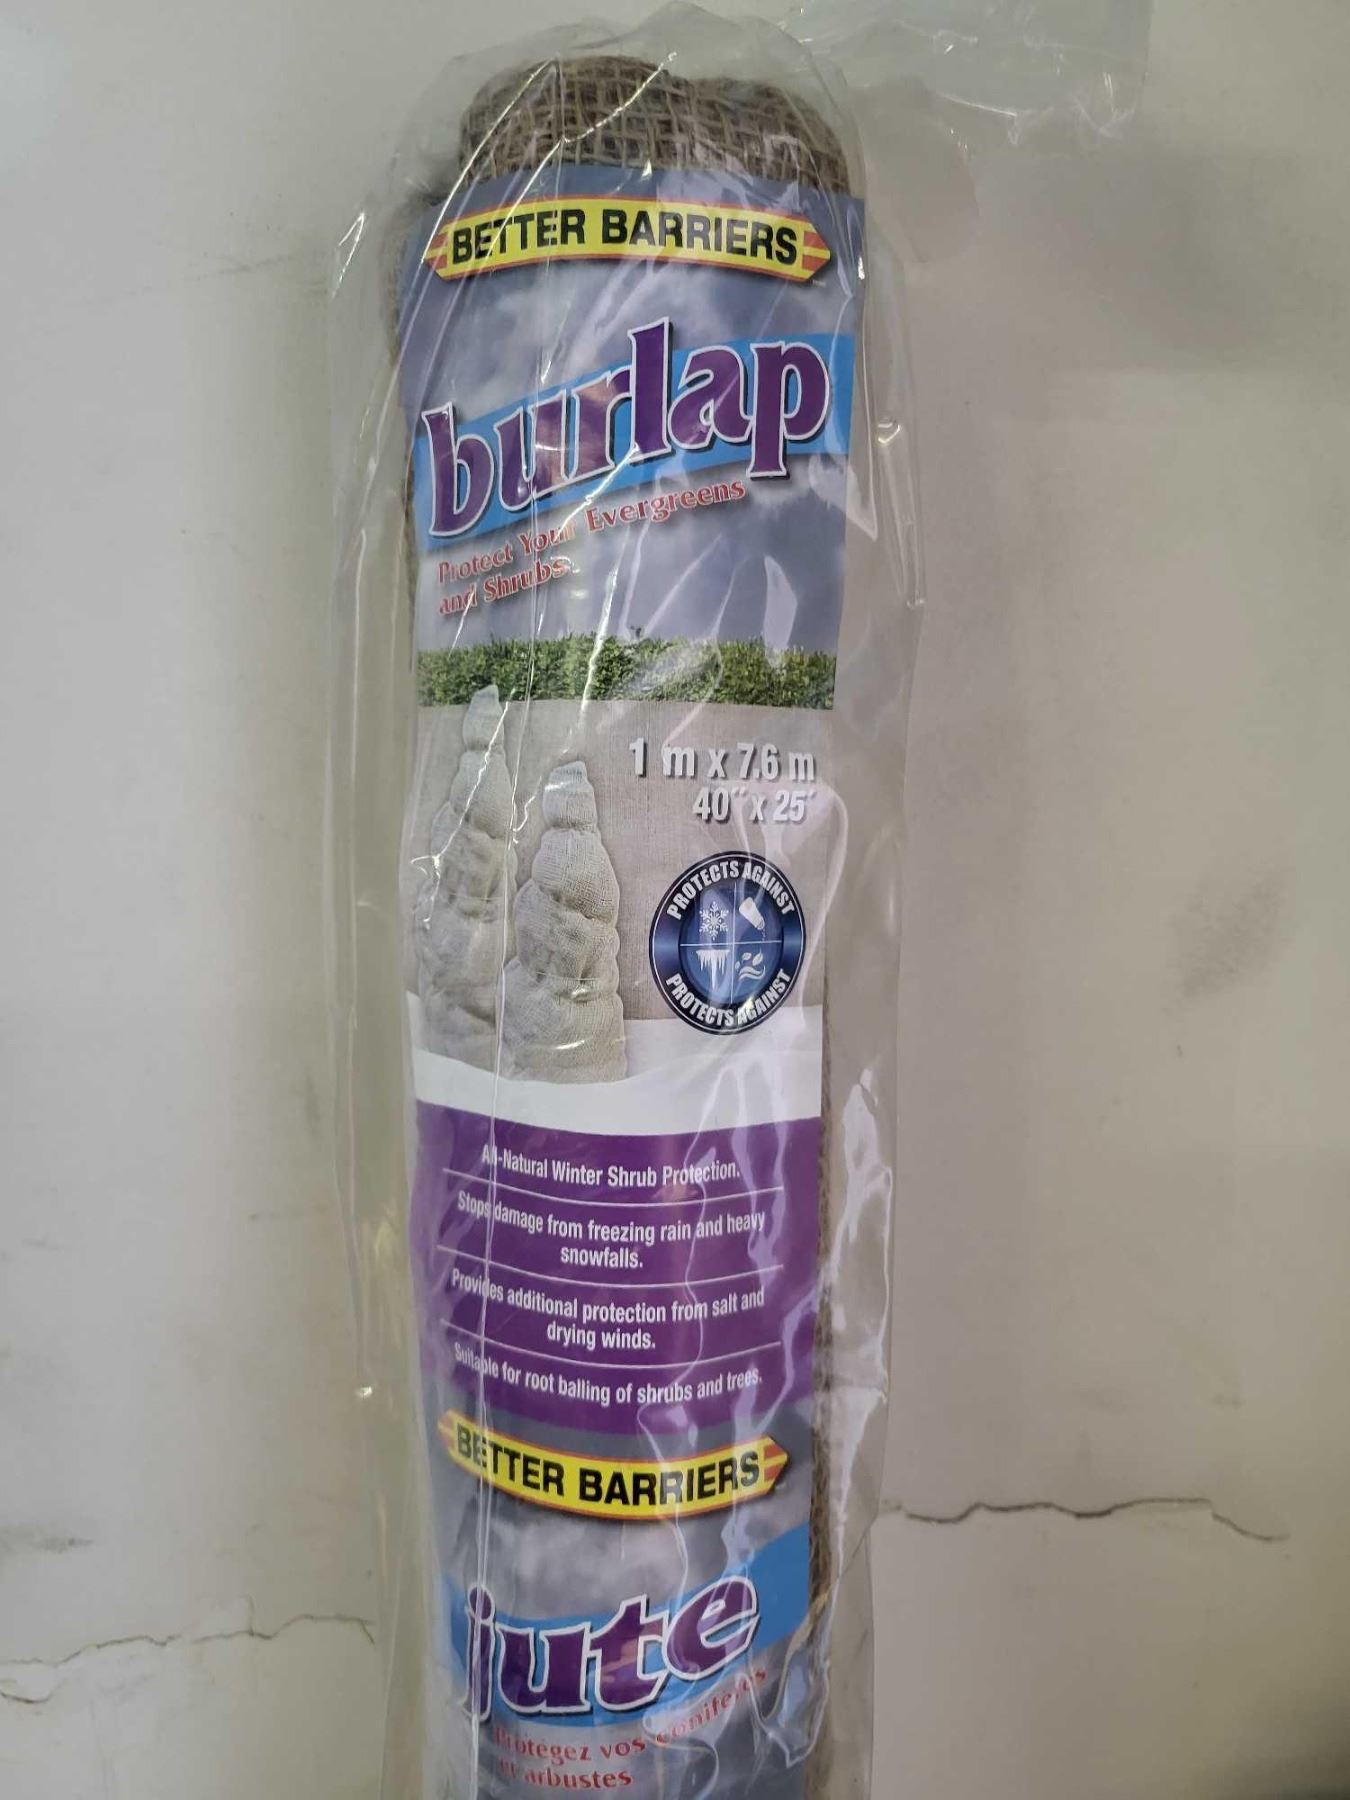 BETTER BARRIERS
burlap
Protect Your Evergreens
and Shrubs
1 m x 7.6 m
40" x 25'
PROTECTS AGAINST
PROTECTS AGAINST
All-Natural Winter Shrub Protection.
Stops damage from freezing rain and heavy
snowfalls.
Provides additional protection from salt and
drying winds.
Suitable for root balling of shrubs and trees.
BETTER BARRIERS
jute
Protégez vos conifères
et arbustes